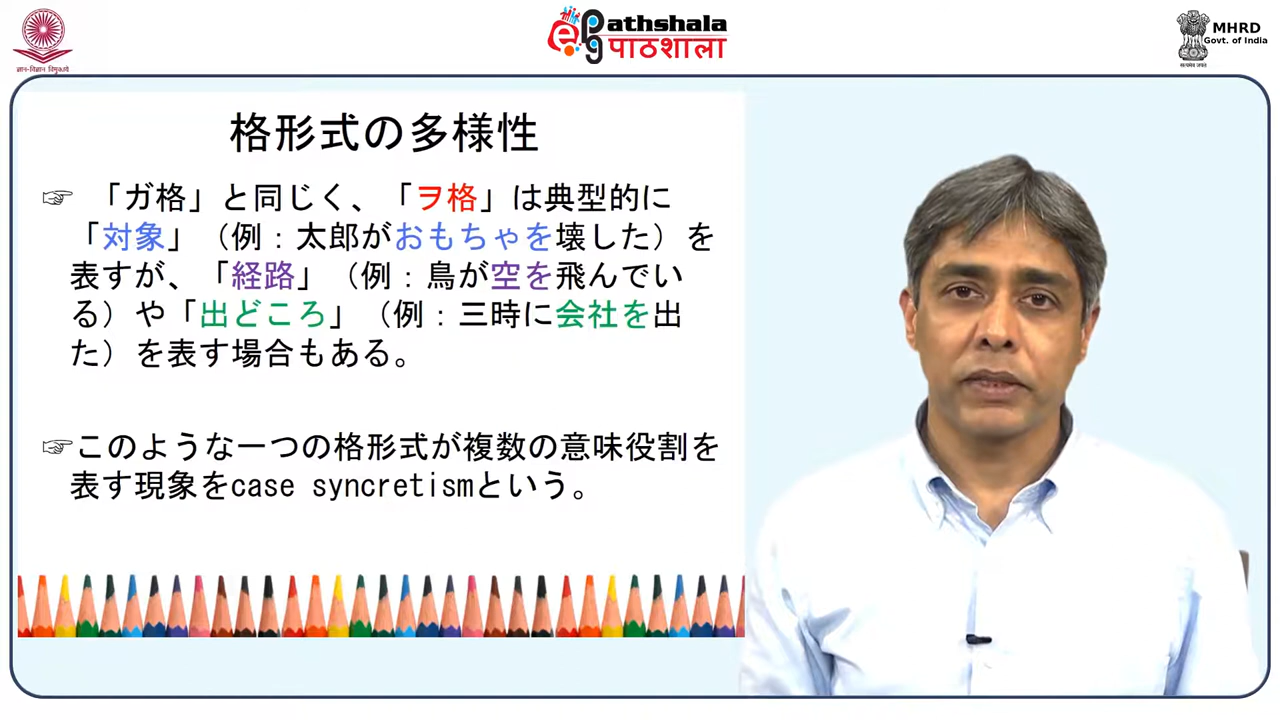 ज्ञान-विज्ञान विमुक्तये
ePathshala
पाठशाला
MHRD
Govt. of India
सत्यमेव जयते
格形式の多様性
☞ 「ガ格」と同じく、「ヲ格」は典型的に
「対象」（例：太郎がおもちゃを壊した）を
表すが、「経路」（例：鳥が空を飛んでい
る）や「出どころ」（例：三時に会社を出
た）を表す場合もある。
☞このような一つの格形式が複数の意味役割を
表す現象をcase syncretismという。